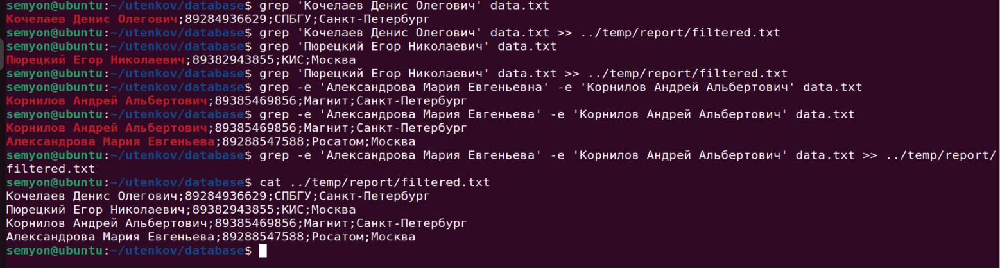 semyon@ubuntu:~/utenkov/database$ grep 'Кочелаев Денис Олегович' data.txt
Кочелаев Денис Олегович;89284936629;СПБГУ;Санкт-Петербург
semyon@ubuntu:~/utenkov/database$ grep 'Кочелаев Денис Олегович' data.txt >> ../temp/report/filtered.txt
semyon@ubuntu:~/utenkov/database$ grep 'Пюрецкий Егор Николаевич' data.txt
Пюрецкий Егор Николаевич;89382943855;КИС;Москва
semyon@ubuntu:~/utenkov/database$ grep 'Пюрецкий Егор Николаевич' data.txt >> ../temp/report/filtered.txt
semyon@ubuntu:~/utenkov/database$ grep -e 'Александрова Мария Евгеньевна' -e 'Корнилов Андрей Альбертович' data.txt
Корнилов Андрей Альбертович;89385469856;Магнит;Санкт-Петербург
semyon@ubuntu:~/utenkov/database$ grep -e 'Александрова Мария Евгеньева' -e 'Корнилов Андрей Альбертович' data.txt
Корнилов Андрей Альбертович;89385469856;Магнит;Санкт-Петербург
Александрова Мария Евгеньева;89288547588;Росатом;Москва
semyon@ubuntu:~/utenkov/database$ grep -e 'Александрова Мария Евгеньева' -e 'Корнилов Андрей Альбертович' data.txt >> ../temp/report/
filtered.txt
semyon@ubuntu:~/utenkov/database$ cat ../temp/report/filtered.txt
Кочелаев Денис Олегович;89284936629;СПБГУ;Санкт-Петербург
Пюрецкий Егор Николаевич;89382943855;КИС;Москва
Корнилов Андрей Альбертович;89385469856;Магнит;Санкт-Петербург
Александрова Мария Евгеньева;89288547588;Росатом;Москва
semyon@ubuntu:~/utenkov/database$